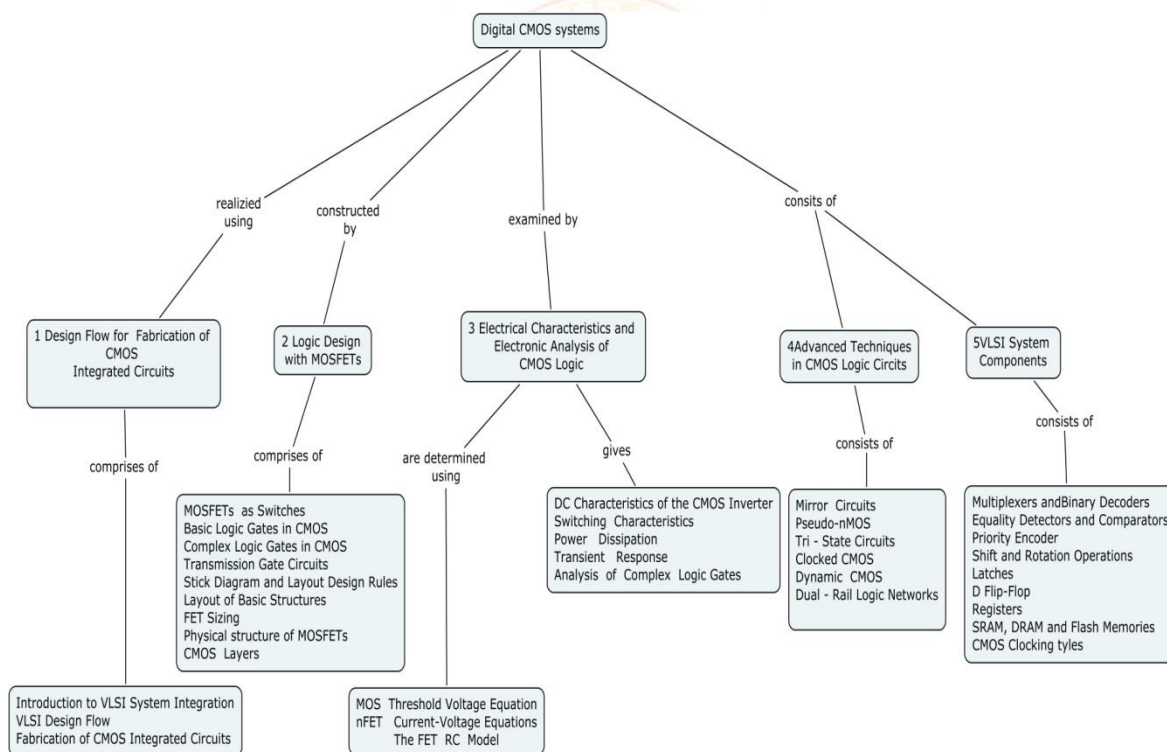 Digital CMOS systems
realizied
using
constructed
by
examined by
consits of
1 Design Flow for Fabrication of
CMOS
Integrated Circuits
2 Logic Design
with MOSFETs
3 Electrical Characteristics and
Electronic Analysis of
CMOS Logic
4Advanced Techniques
in CMOS Logic Circits
5VLSI System
Components
comprises of
comprises of
are determined
using
gives
consists of
consists of
MOSFETs as Switches
Basic Logic Gates in CMOS
Complex Logic Gates in CMOS
Transmission Gate Circuits
Stick Diagram and Layout Design Rules
Layout of Basic Structures
FET Sizing
Physical structure of MOSFETs
CMOS Layers
DC Characteristics of the CMOS Inverter
Switching Characteristics
Power Dissipation
Transient Response
Analysis of Complex Logic Gates
Mirror Circuits
Pseudo-nMOS
Tri - State Circuits
Clocked CMOS
Dynamic CMOS
Dual - Rail Logic Networks
Multiplexers andBinary Decoders
Equality Detectors and Comparators
Priority Encoder
Shift and Rotation Operations
Latches
D Flip-Flop
Registers
SRAM, DRAM and Flash Memories
CMOS Clocking tyles
Introduction to VLSI System Integration
VLSI Design Flow
Fabrication of CMOS Integrated Circuits
MOS Threshold Voltage Equation
nFET Current-Voltage Equations
The FET RC Model